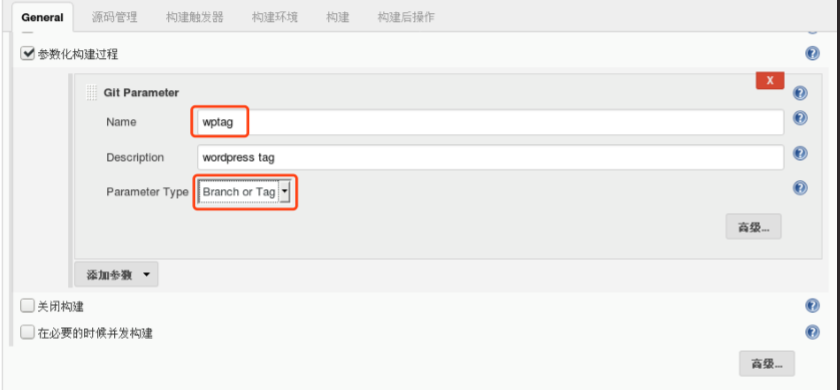 General 源码管理 构建触发器 构建环境 构建 构建后操作
参数化构建过程
X
Git Parameter
Name wptag
Description wordpress tag
Parameter Type Branch or Tag
高级...
添加参数
关闭构建
在必要的时候并发构建
高级...